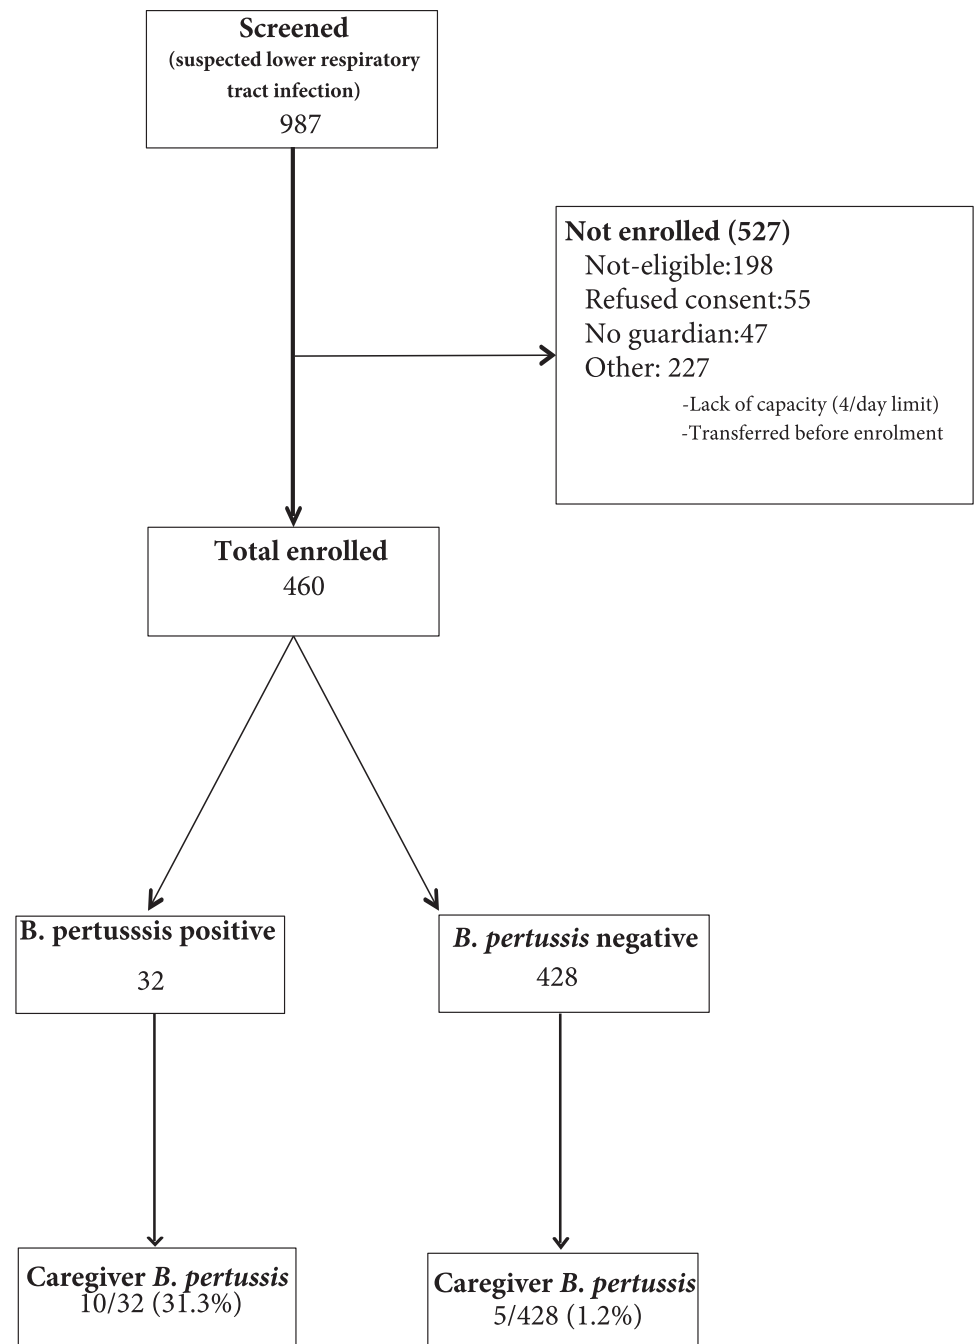 Screened
(suspected lower respiratory
tract infection)
987
Not enrolled (527)
Not-eligible:198
Refused consent:55
No guardian:47
Other: 227
-Lack of capacity (4/day limit)
-Transferred before enrolment
Total enrolled
460
B. pertusssis positive
32
B. pertussis negative
428
Caregiver B. pertussis
10/32 (31.3%)
Caregiver B. pertussis
5/428 (1.2%)